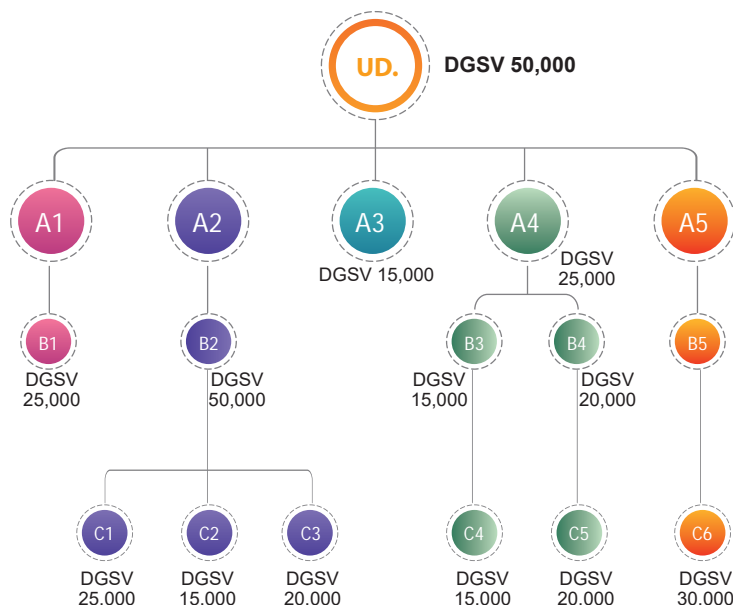 UD.
DGSV 50,000
A1
A2
A3
A4
A5
DGSV 15,000
DGSV
25,000
B1
B2
B3
B4
B5
DGSV
25,000
DGSV
50,000
DGSV
15,000
DGSV
20,000
C1
C2
C3
C4
C5
C6
DGSV
25,000
DGSV
15,000
DGSV
20,000
DGSV
15,000
DGSV
20,000
DGSV
30,000